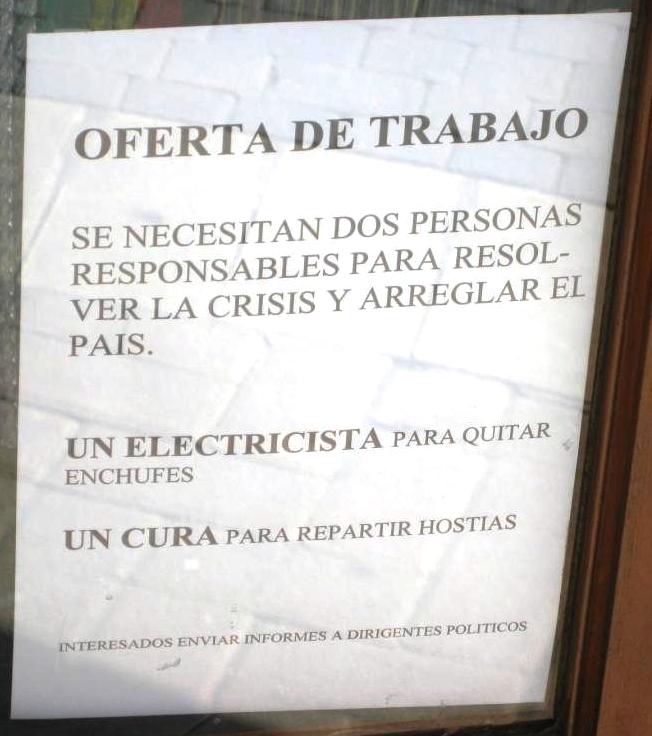 OFERTA DE TRABAJO
SE NECESITAN DOS PERSONAS
RESPONSABLES PARA RESOL-
VER LA CRISIS Y ARREGLAR EL
PAIS.
UN ELECTRICISTA PARA QUITAR
ENCHUFES
UN CURA PARA REPARTIR HOSTIAS
INTERESADOS ENVIAR INFORMES A DIRIGENTES POLITICOS